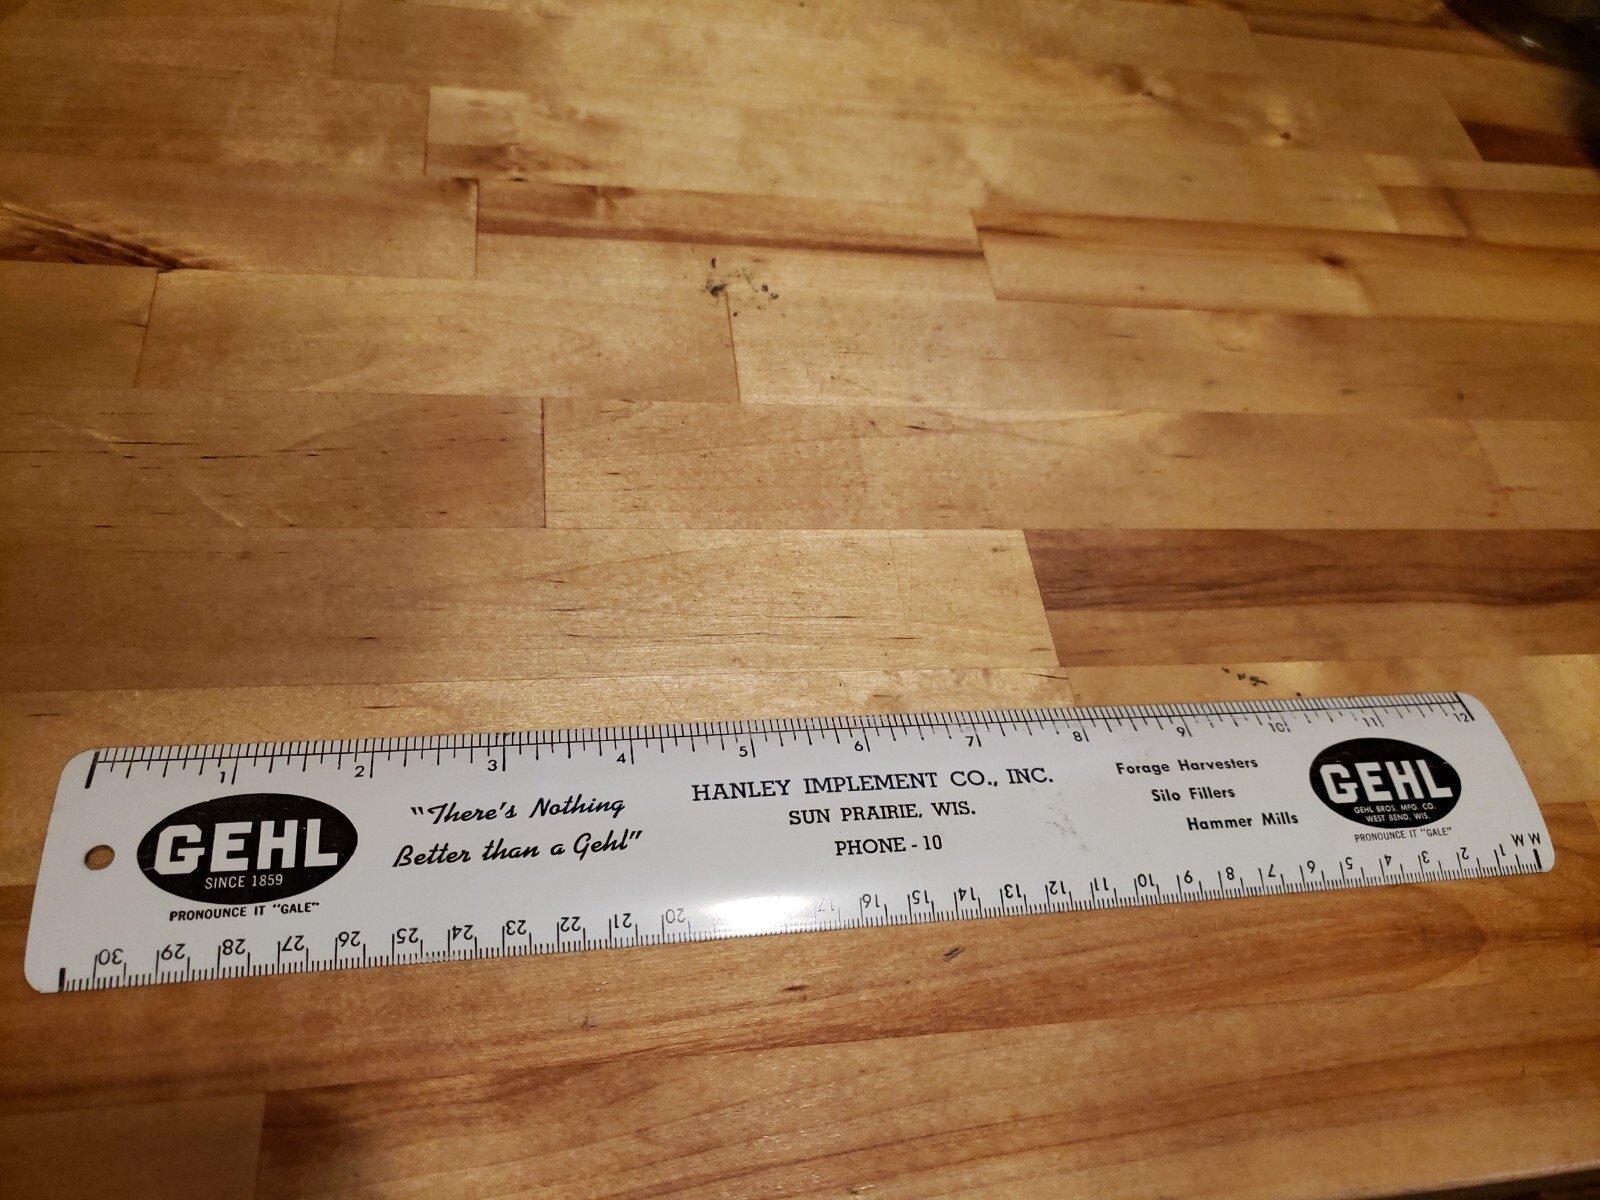 1 2 3 4 5 6 7 8 9 10 11 12
GEHL
SINCE 1859
PRONOUNCE IT "GALE"
"There's Nothing
Better than a Gehl"
HANLEY IMPLEMENT CO., INC.
SUN PRAIRIE, WIS.
PHONE - 10
Forage Harvesters
Silo Fillers
Hammer Mills
GEHL
GEHL BROS. MFG. CO.
WEST BEND, WIS.
PRONOUNCE IT "GALE"
MM 1 2 3 4 5 6 7 8 9 10 11 12 13 14 15 16 17 20 21 22 23 24 25 26 27 28 29 30